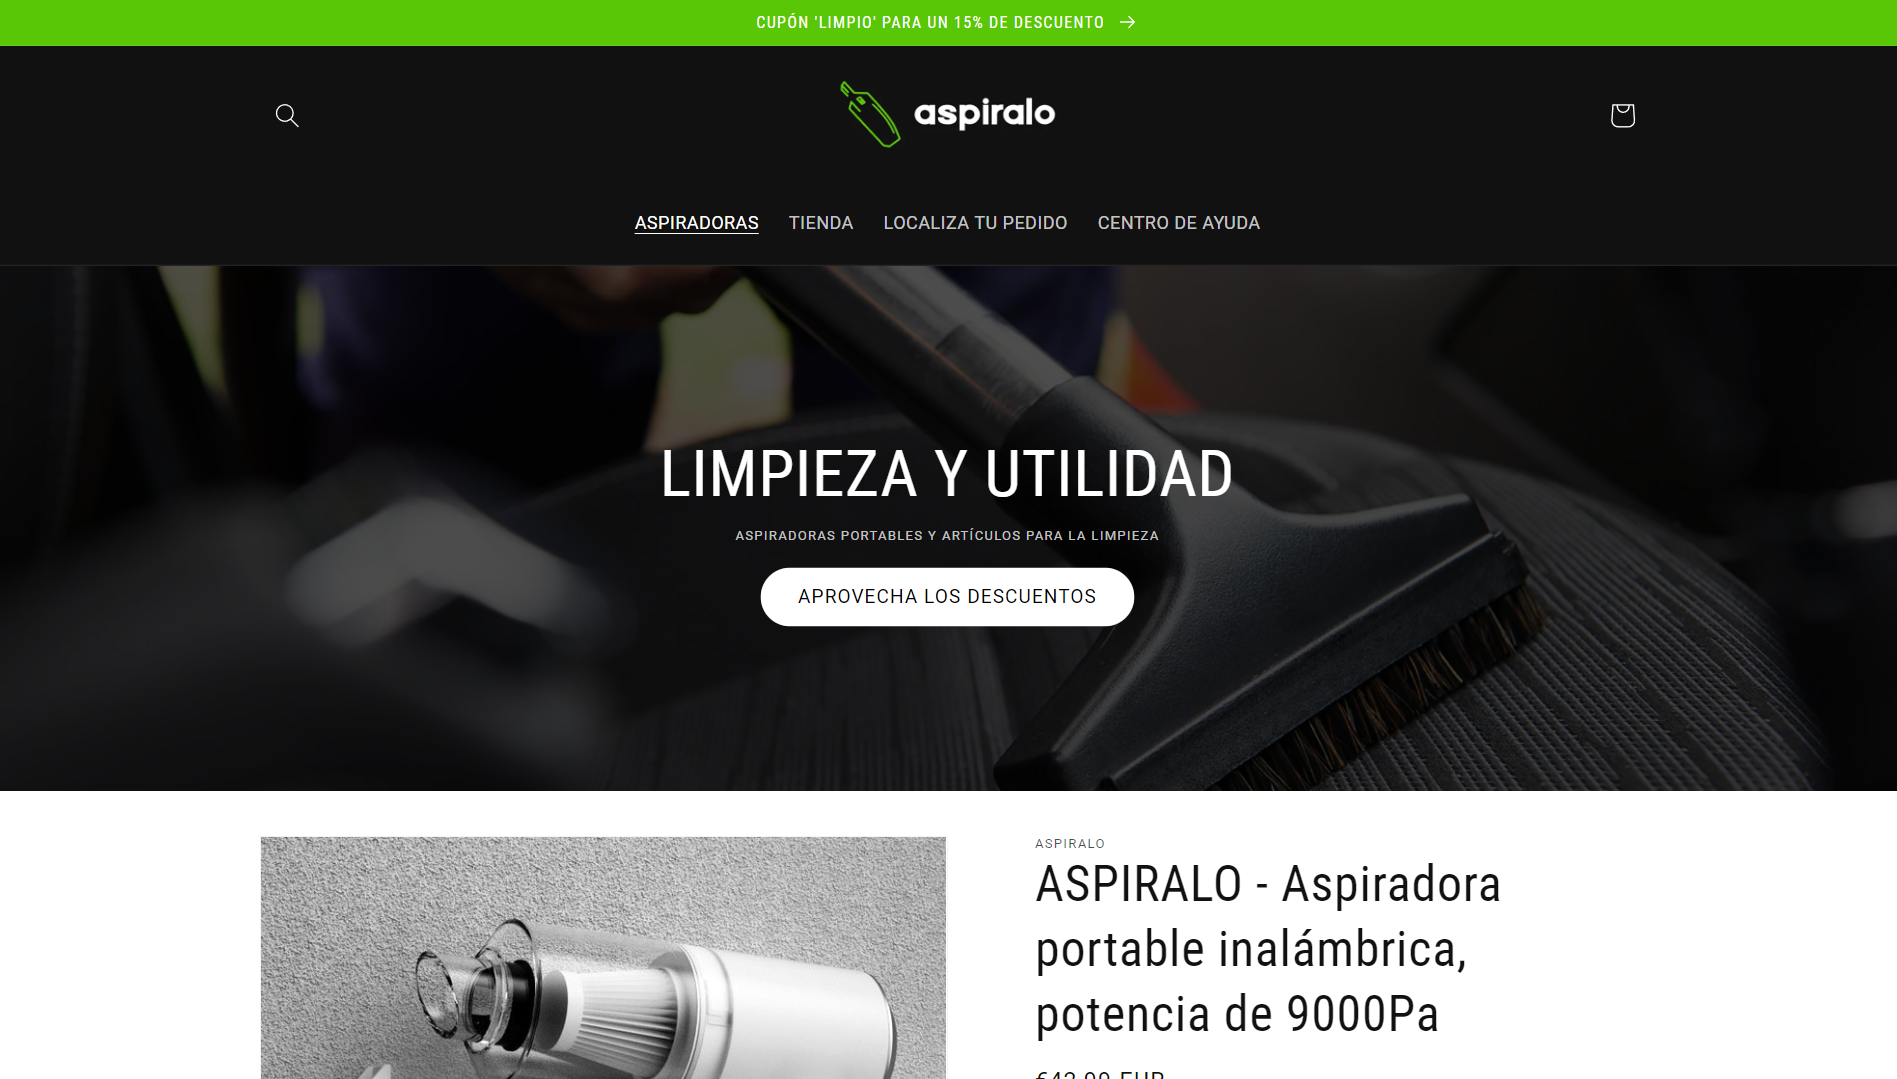 CUPÓN 'LIMPIO' PARA UN 15% DE DESCUENTO
aspiralo
ASPIRADORAS TIENDA LOCALIZA TU PEDIDO CENTRO DE AYUDA
LIMPIEZA Y UTILIDAD
ASPIRADORAS PORTABLES Y ARTÍCULOS PARA LA LIMPIEZA
APROVECHA LOS DESCUENTOS
ASPIRALO
ASPIRALO - Aspiradora
portable inalámbrica,
potencia de 9000Pa